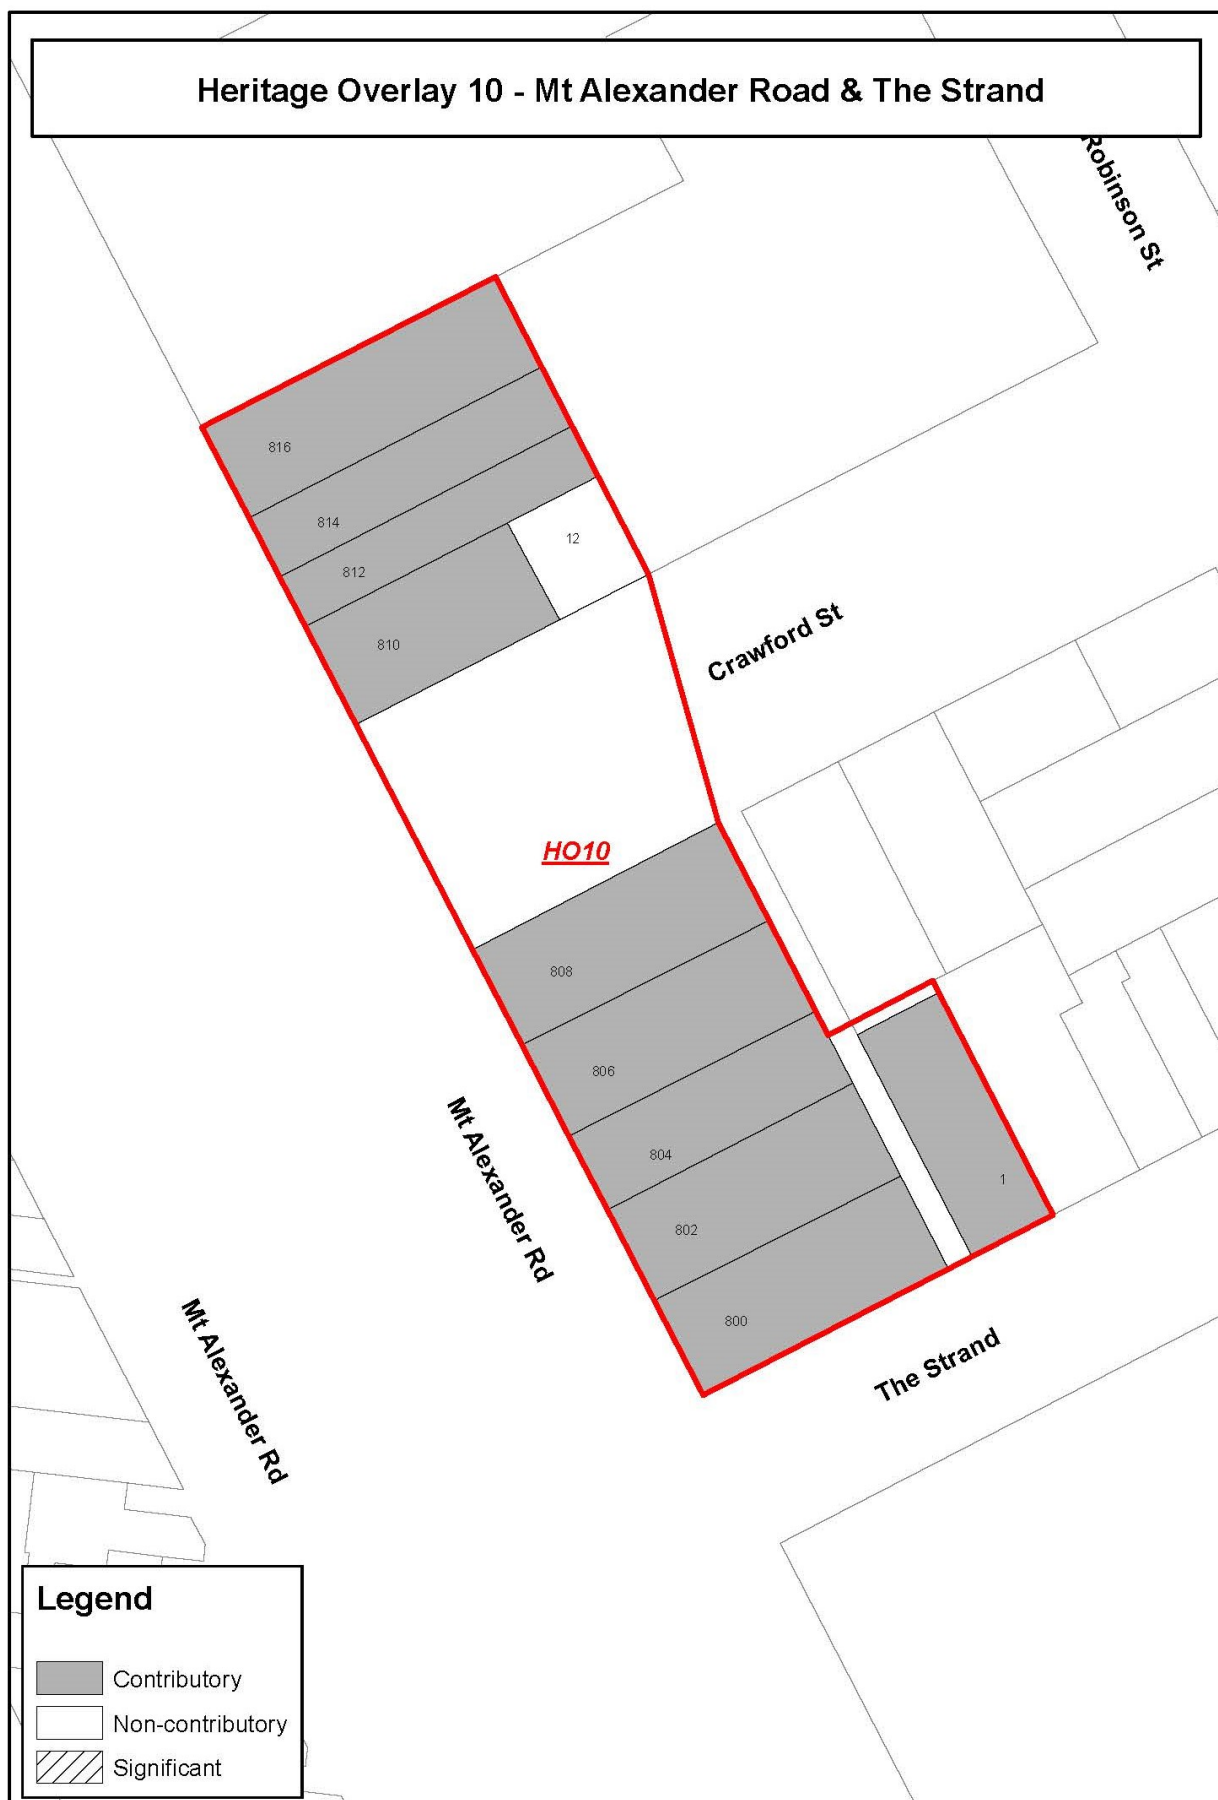 Heritage Overlay 10 - Mt Alexander Road & The Strand
Robinson St
816
814
12
812
810
Crawford St
HO10
808
806
Mt Alexander Rd
804
1
802
800
The Strand
Mt Alexander Rd
Legend
Contributory
Non-contributory
Significant